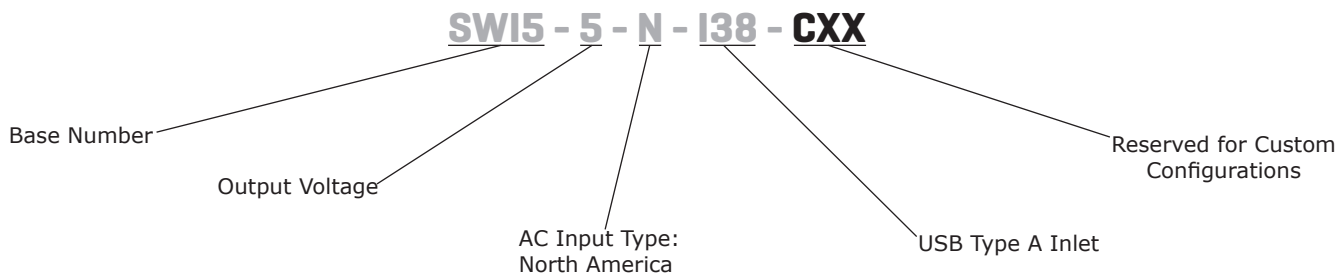 SWI5 - 5 - N - I38 - CXX
Base Number
Output Voltage
AC Input Type:
North America
USB Type A Inlet
Reserved for Custom
Configurations